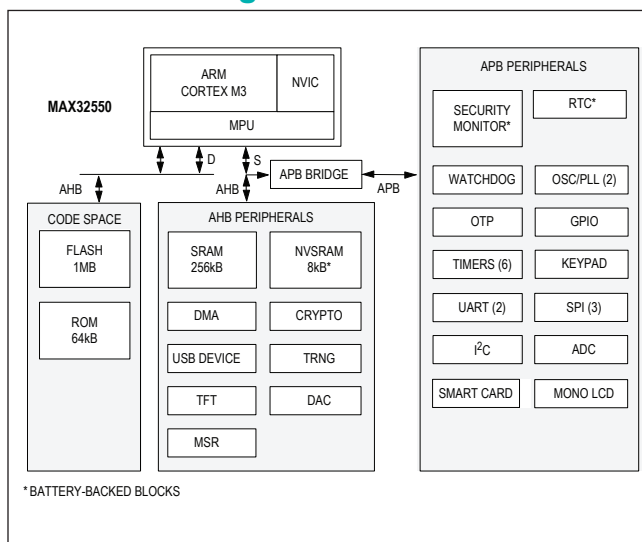 MAX32550
ARM
CORTEX M3
NVIC
MPU
D
S
AHB
AHB
APB BRIDGE
APB
CODE SPACE
FLASH
1MB
ROM
64kB
AHB PERIPHERALS
SRAM
256kB
NVSRAM
8kB*
DMA
CRYPTO
USB DEVICE
TRNG
TFT
DAC
MSR
APB PERIPHERALS
SECURITY
MONITOR*
RTC*
WATCHDOG
OSC/PLL (2)
OTP
GPIO
TIMERS (6)
KEYPAD
UART (2)
SPI (3)
I²C
ADC
SMART CARD
MONO LCD
* BATTERY-BACKED BLOCKS